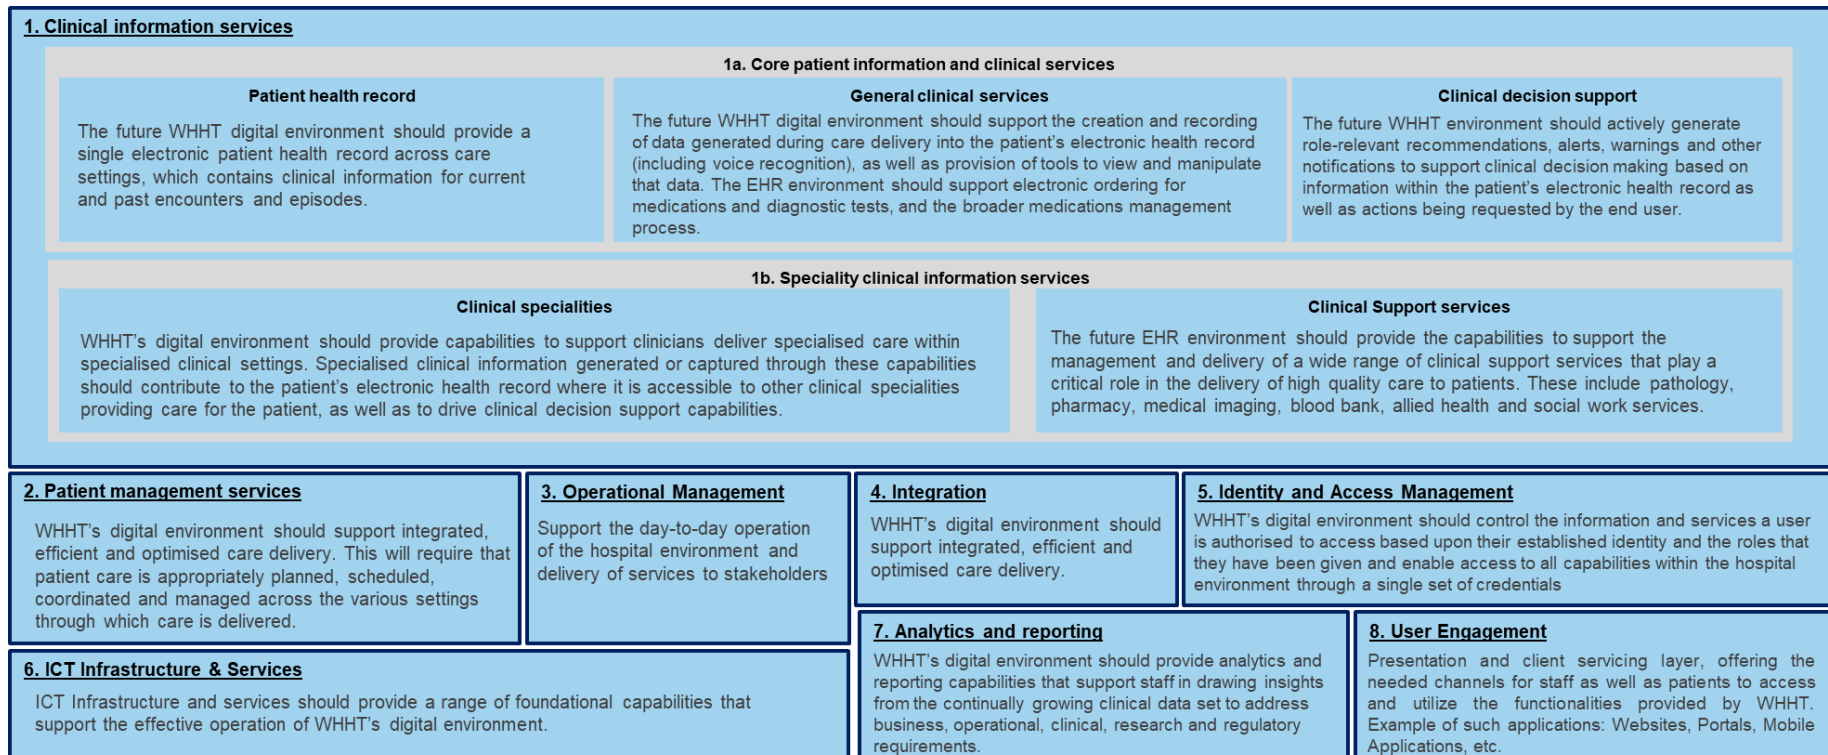 1. Clinical information services
1a. Core patient information and clinical services
Patient health record
The future WHHT digital environment should provide a
single electronic patient health record across care
settings, which contains clinical information for current
and past encounters and episodes.
General clinical services
The future WHHT digital environment should support the creation and recording
of data generated during care delivery into the patient's electronic health record
(including voice recognition), as well as provision of tools to view and manipulate
that data. The EHR environment should support electronic ordering for
medications and diagnostic tests, and the broader medications management
process.
Clinical decision support
The future WHHT environment should actively generate
role-relevant recommendations, alerts, warnings and other
notifications to support clinical decision making based on
information within the patient's electronic health record as
well as actions being requested by the end user.
1b. Speciality clinical information services
Clinical specialities
WHHT's digital environment should provide capabilities to support clinicians deliver specialised care within
specialised clinical settings. Specialised clinical information generated or captured through these capabilities
should contribute to the patient's electronic health record where it is accessible to other clinical specialities
providing care for the patient, as well as to drive clinical decision support capabilities.
Clinical Support services
The future EHR environment should provide the capabilities to support the
management and delivery of a wide range of clinical support services that play a
critical role in the delivery of high quality care to patients. These include pathology,
pharmacy, medical imaging, blood bank, allied health and social work services.
2. Patient management services
WHHT's digital environment should support integrated,
efficient and optimised care delivery. This will require that
patient care is appropriately planned, scheduled,
coordinated and managed across the various settings
through which care is delivered.
3. Operational Management
Support the day-to-day operation
of the hospital environment and
delivery of services to stakeholders
4. Integration
WHHT's digital environment should
support integrated, efficient and
optimised care delivery.
5. Identity and Access Management
WHHT's digital environment should control the information and services a user
is authorised to access based upon their established identity and the roles that
they have been given and enable access to all capabilities within the hospital
environment through a single set of credentials
6. ICT Infrastructure & Services
ICT Infrastructure and services should provide a range of foundational capabilities that
support the effective operation of WHHT's digital environment.
7. Analytics and reporting
WHHT's digital environment should provide analytics and
reporting capabilities that support staff in drawing insights
from the continually growing clinical data set to address
business, operational, clinical, research and regulatory
requirements.
8. User Engagement
Presentation and client servicing layer, offering the
needed channels for staff as well as patients to access
and utilize the functionalities provided by WHHT.
Example of such applications: Websites, Portals, Mobile
Applications, etc.